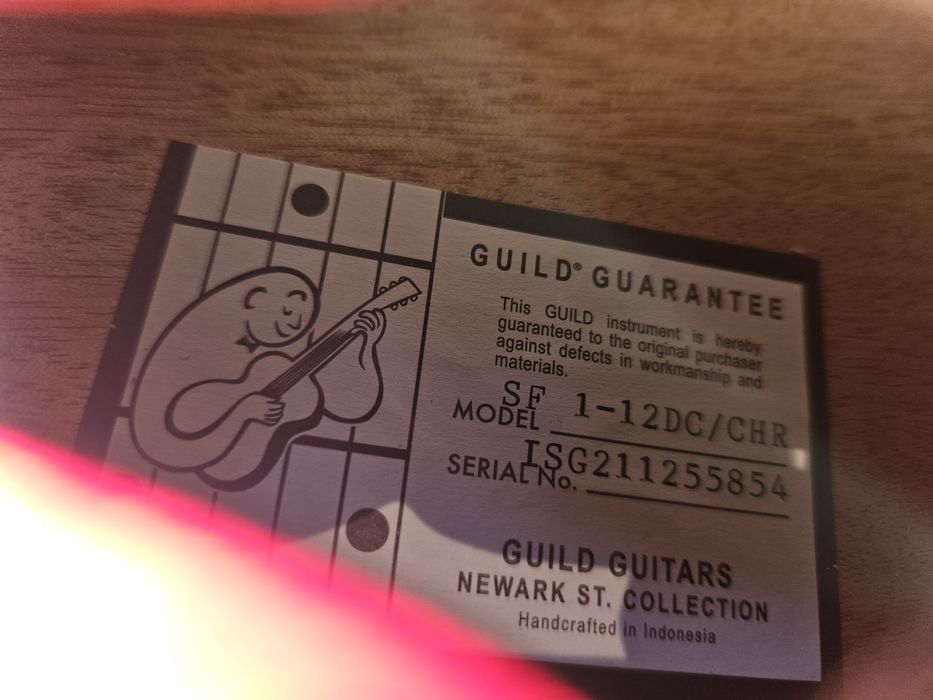 GUILD® GUARANTEE
This GUILD instrument is hereby
guaranteed to the original purchaser
against defects in workmanship and
materials.
MODEL SF 1-12DC/CHR
SERIAL No. ISG211255854
GUILD GUITARS
NEWARK ST. COLLECTION
Handcrafted in Indonesia